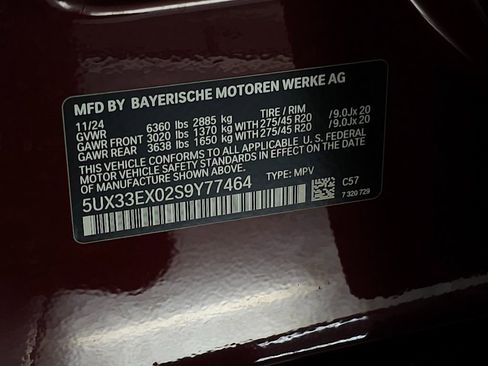 MFD BY BAYERISCHE MOTOREN WERKE AG
11/24 TIRE / RIM
GVWR 6360 lbs 2885 kg
GAWR FRONT 3020 lbs 1370 kg WITH 275/45 R20 /9.0Jx 20
GAWR REAR 3638 lbs 1650 kg WITH 275/45 R20 /9.0Jx 20
THIS VEHICLE CONFORMS TO ALL APPLICABLE U.S. FEDERAL
MOTOR VEHICLE SAFETY STANDARDS IN EFFECT ON THE DATE
OF MANUFACTURE SHOWN ABOVE.
5UX33EX02S9Y77464 TYPE: MPV
C57
7 320 729